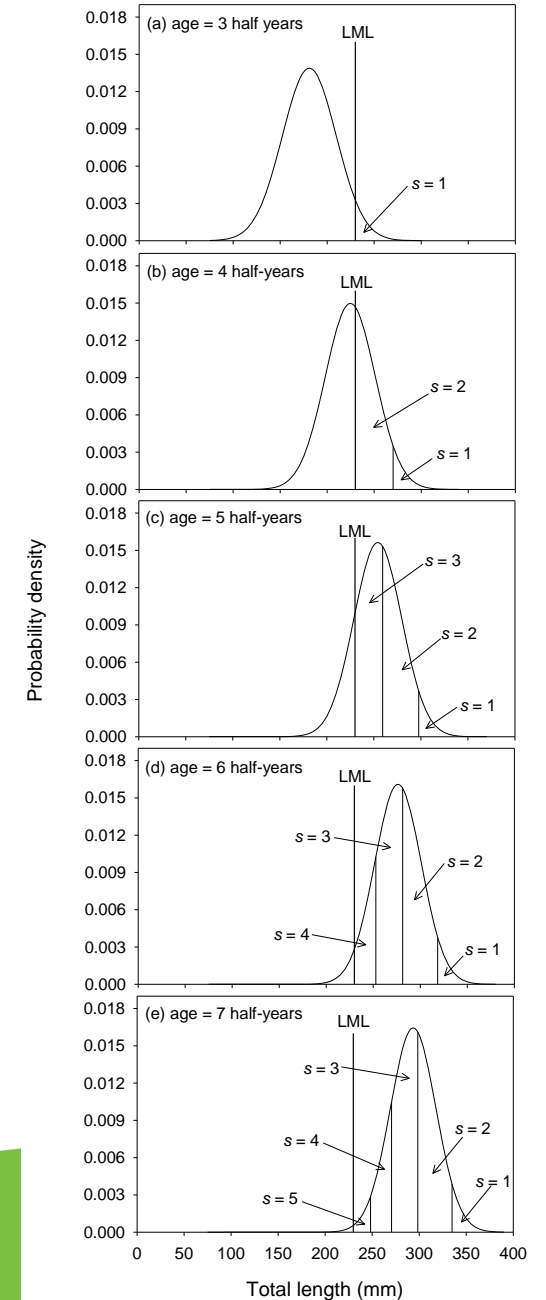 (a) age = 3 half years
LML
s = 1
0.018
0.015
0.012
0.009
0.006
0.003
0.000
(b) age = 4 half-years
LML
s = 2
s = 1
0.018
0.015
0.012
0.009
0.006
0.003
0.000
(c) age = 5 half-years
LML
s = 3
s = 2
s = 1
0.018
0.015
0.012
0.009
0.006
0.003
0.000
Probability density
(d) age = 6 half-years
LML
s = 3
s = 2
s = 4
s = 1
0.018
0.015
0.012
0.009
0.006
0.003
0.000
(e) age = 7 half-years
LML
s = 3
s = 2
s = 4
s = 1
s = 5
0.018
0.015
0.012
0.009
0.006
0.003
0.000
0 50 100 150 200 250 300 350 400
Total length (mm)